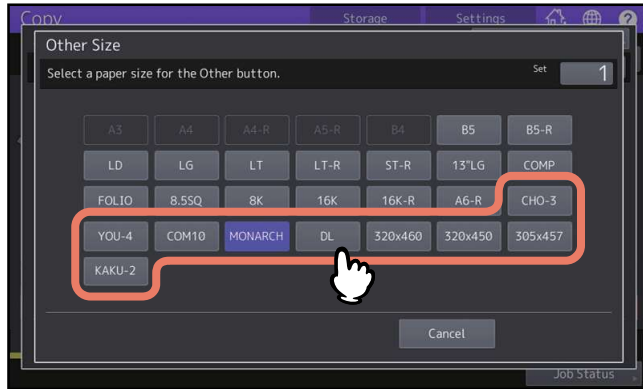 Copy
Storage
Settings
Other Size
Select a paper size for the Other button.
Set
1
A3 A4 A4-R A5-R B4 B5 B5-R
LD LG LT LT-R ST-R 13"LG COMP
FOLIO 8.5SQ 8K 16K 16K-R A6-R CHO-3
YOU-4 COM10 MONARCH DL 320x460 320x450 305x457
KAKU-2
Cancel
Job Status